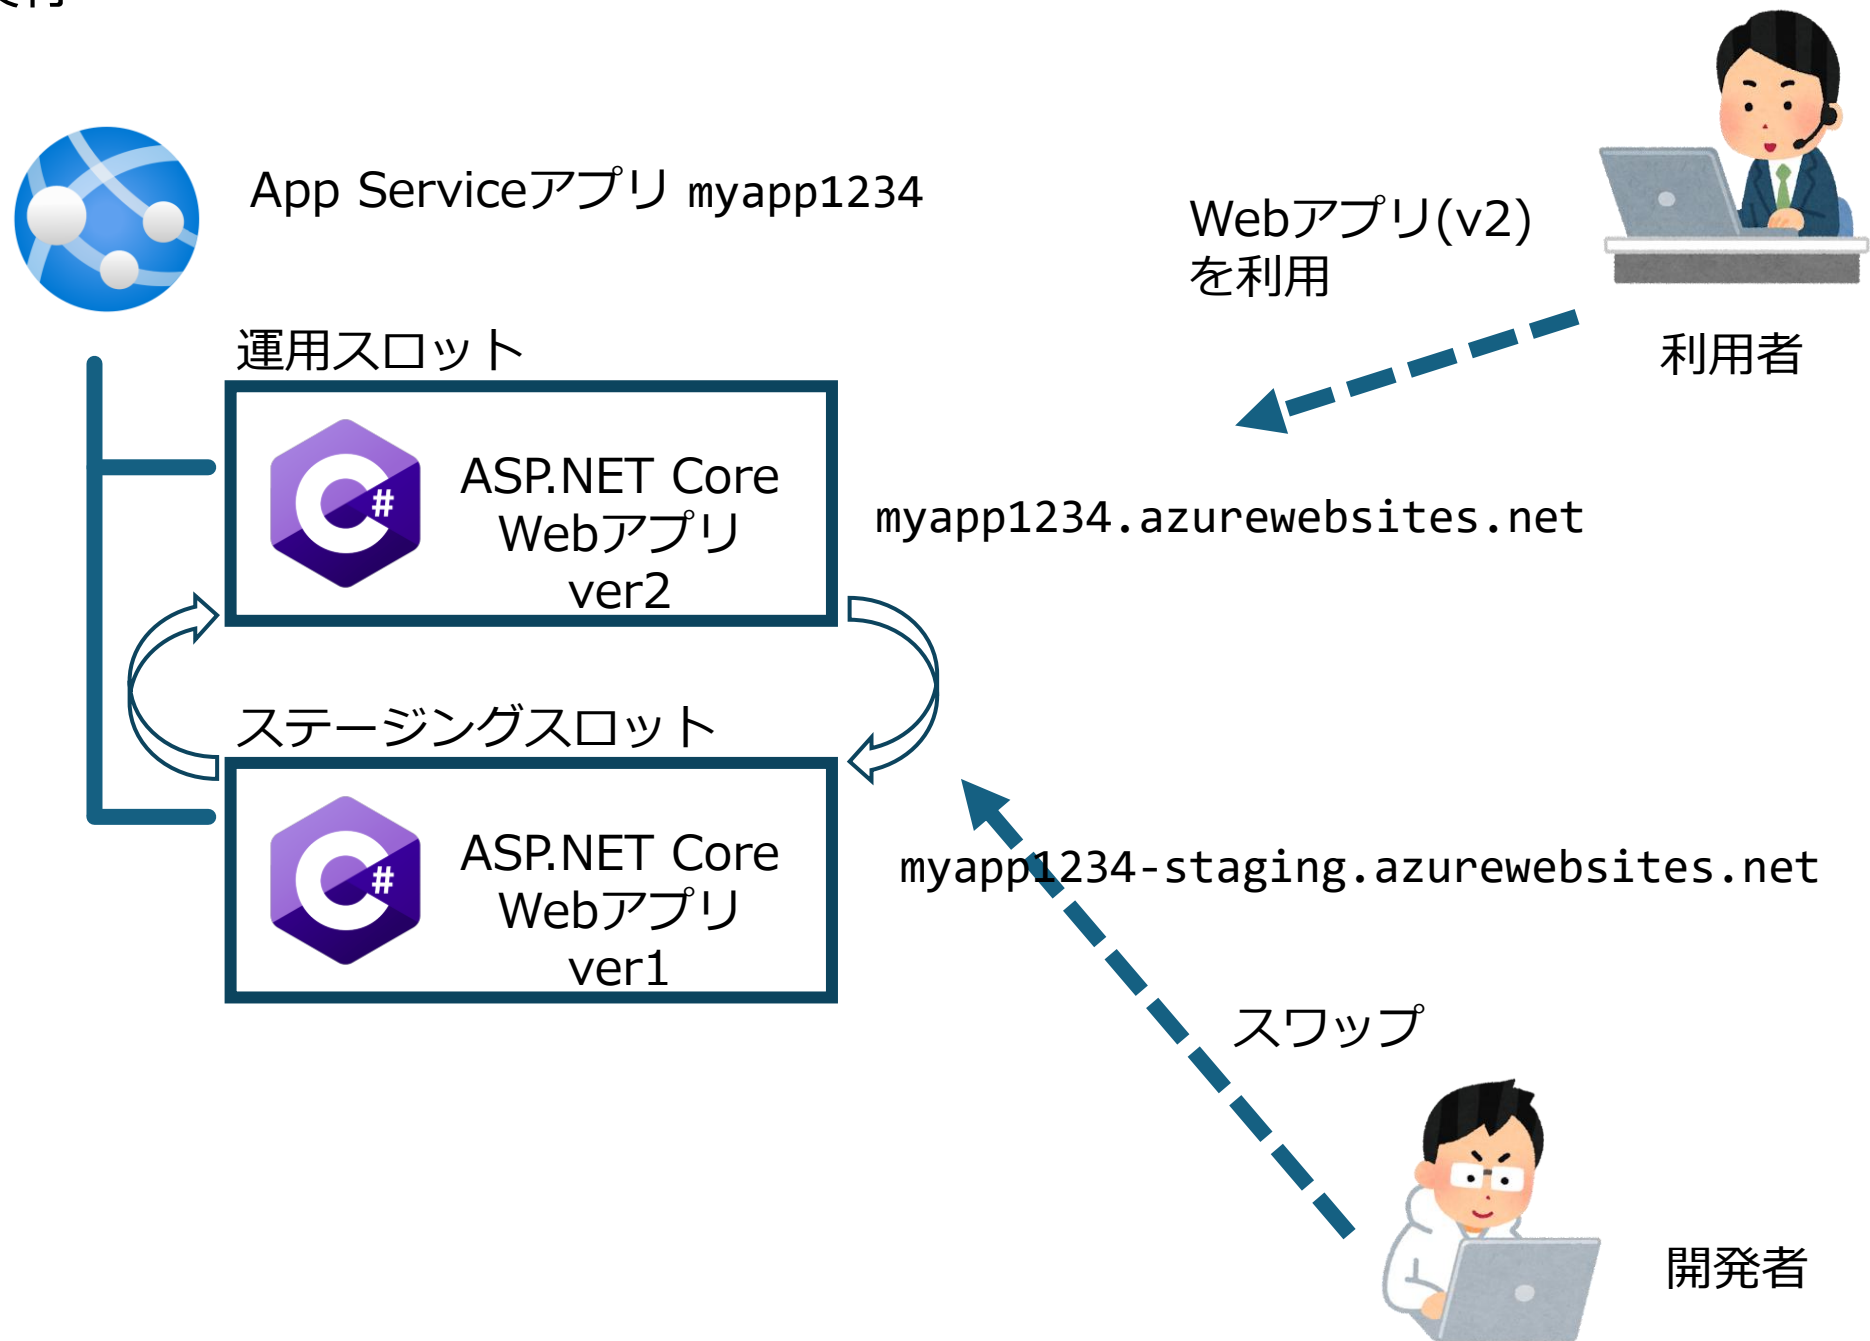 App Serviceアプリ myapp1234
Webアプリ(v2)
を利用
利用者
運用スロット
ASP.NET Core
Webアプリ
ver2
myapp1234.azurewebsites.net
ステージングスロット
ASP.NET Core
Webアプリ
ver1
myapp1234-staging.azurewebsites.net
スワップ
開発者